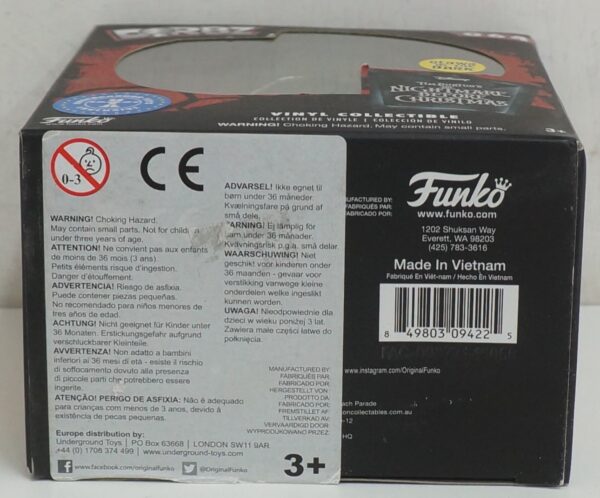 DORBZ
GLOWS
DARK
TIM BURTON'S
THE NIGHTMARE
BEFORE
CHRISTMAS
VINYL COLLECTIBLE
COLLECTION DE VINYLE | COLECCIÓN DE VINILO
WARNING! Choking Hazard. May contain small parts.
3+
Funko
0-3
CE
WARNING! Choking Hazard.
May contain small parts. Not for
under three years of age.
ATTENTION! Ne convient pas aux enfants
de moins de 36 mois (3 ans).
Petits éléments risque d'ingestion.
Danger d'étouffement.
ADVERTENCIA! Riesgo de asfixia.
Puede contener piezas pequeñas.
No recomendado para niños menores de
tres años de edad.
ACHTUNG! Nicht geeignet für Kinder unter
36 Monaten. Erstickungsgefahr aufgrund
verschluckbarer Kleinteile.
AVVERTENZA! Non adatto a bambini
inferiori ai 36 mesi di età - esiste il rischio
di soffocamento dovuto alla presenza
di piccole parti che potrebbero essere
ingerite.
ATENÇÃO! PERIGO DE ASFIXIA: Não é adequado
para crianças com menos de 3 anos, devido à
existência de peças pequenas.
Europe distribution by:
Underground Toys | PO Box 63668 | LONDON SW11 9AR
+44 (0) 1708 374 499 | www.underground-toys.com
www.facebook.com/originalfunko @OriginalFunko
ADVARSEL! Ikke egnet til
børn under 36 måneder.
Kvælningsfare på grund af
små dele.
VARNING! Ej lämplig för
barn under 36 månader.
Kvävningsrisk p.g.a. små delar.
WAARSCHUWING! Niet
geschikt voor kinderen onder
36 maanden - gevaar voor
verstikking vanwege kleine
onderdelen welke ingeslikt
kunnen worden.
UWAGA! Nieodpowiednie dla
dzieci w wieku poniżej 3 lat.
Zawiera małe części łatwe do
połknięcia.
MANUFACTURED BY
FABRIQUÉS PAR:
FABRICADO POR:
HERGESTELLT VON:
PRODOTTO DA:
FABRICADO POR:
FREMSTILLET AF
TILLVERKAD AV:
VERVAARDIGD DOOR
WYPRODUKOWANO PRZEZ:
3+
Funko
www.funko.com
1202 Shuksan Way
Everett, WA 98203
(425) 783-3616
Made In Vietnam
Fabriqué En Viêt-nam / Hecho En Vietnam
8 49803 09422 5
www.instagram.com/OriginalFunko
Parade